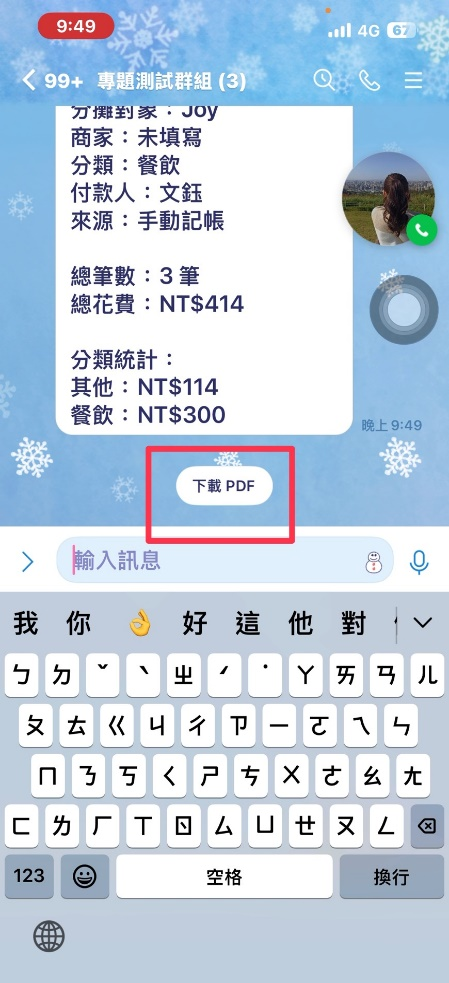 9:49
4G 67
99+ 專題測試群組 (3)
分攤對象：Joy
商家：未填寫
分類：餐飲
付款人：文鈺
來源：手動記帳
總筆數：3 筆
總花費：NT$414
分類統計：
其他：NT$114
餐飲：NT$300
晚上 9:49
下載 PDF
輸入訊息
我 你 👌 好 這 他 對
ㄅ ㄉ ˇ ˋ ㄓ ˊ ˙ ㄚ ㄞ ㄢ ㄦ
ㄆ ㄊ ㄍ ㄐ ㄔ ㄗ ㄧ ㄛ ㄟ ㄣ
ㄇ ㄋ ㄎ ㄑ ㄕ ㄘ ㄨ ㄜ ㄠ ㄤ
ㄈ ㄌ ㄏ ㄒ ㄖ ㄙ ㄩ ㄝ ㄡ ㄥ
123 空格 換行